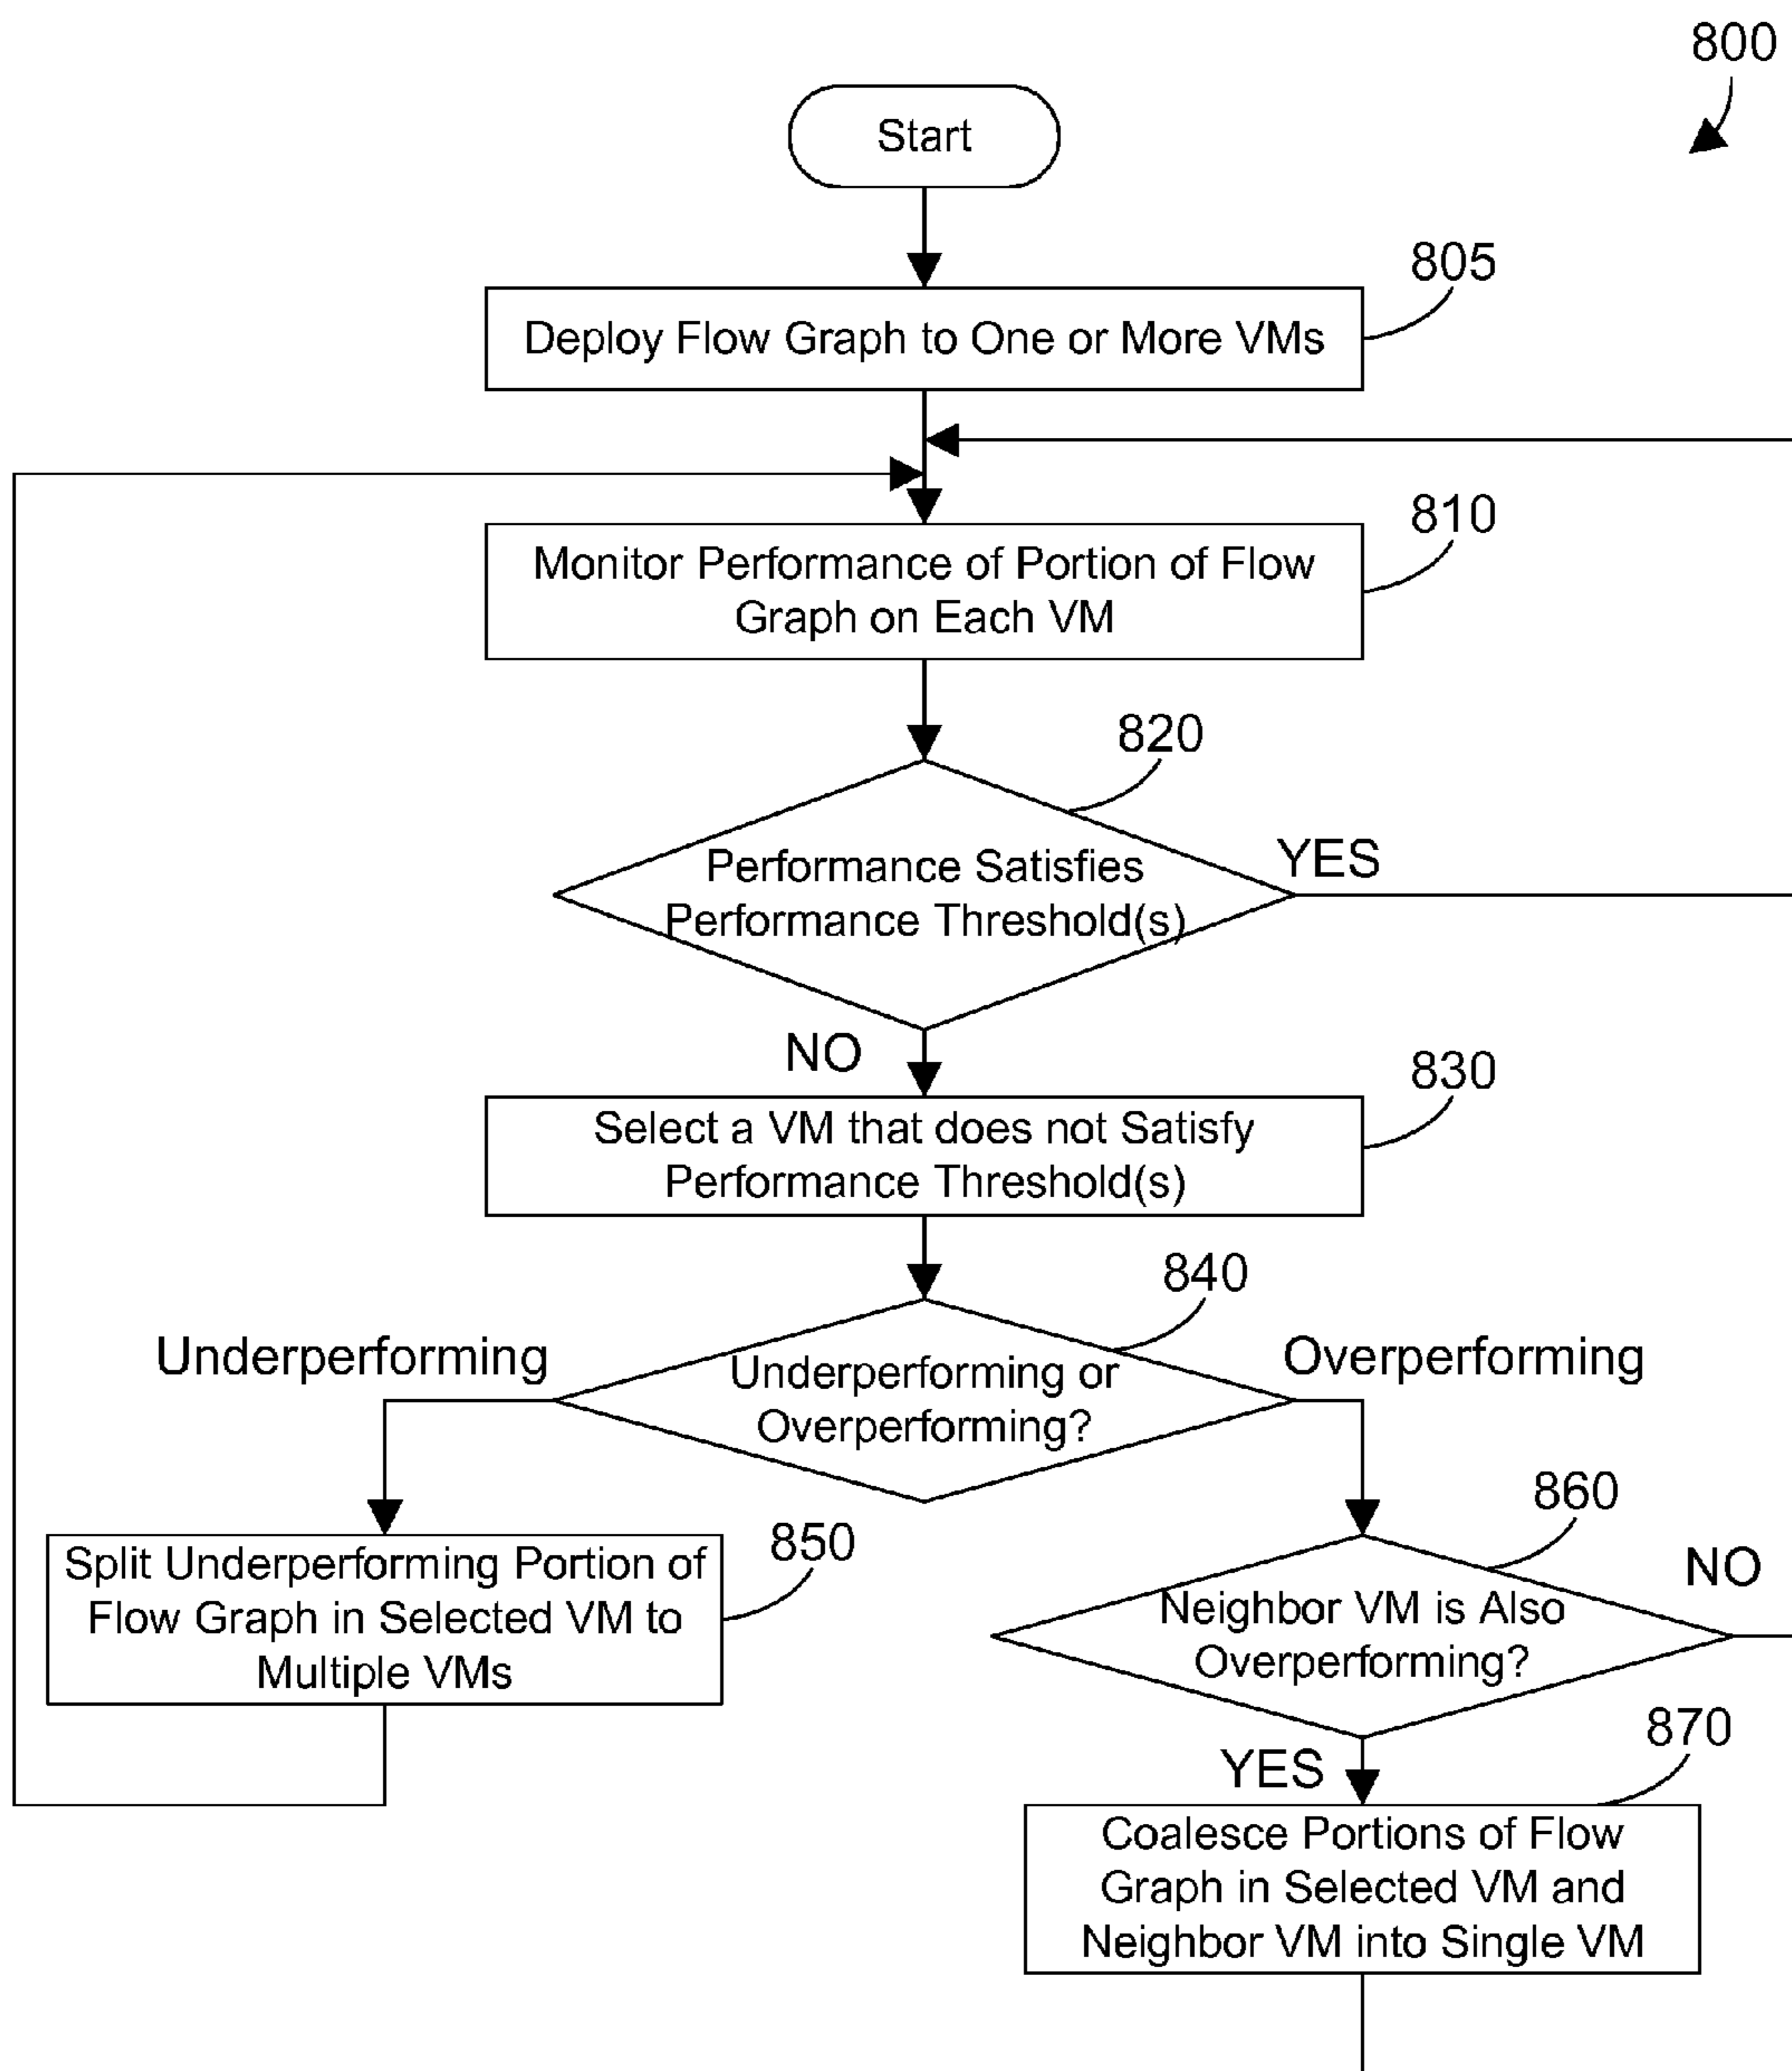 800
Start
805
Deploy Flow Graph to One or More VMs
810
Monitor Performance of Portion of Flow
Graph on Each VM
820
Performance Satisfies
Performance Threshold(s)
YES
NO
830
Select a VM that does not Satisfy
Performance Threshold(s)
840
Underperforming
Underperforming or
Overperforming?
Overperforming
850
Split Underperforming Portion of
Flow Graph in Selected VM to
Multiple VMs
860
Neighbor VM is Also
Overperforming?
NO
YES
870
Coalesce Portions of Flow
Graph in Selected VM and
Neighbor VM into Single VM